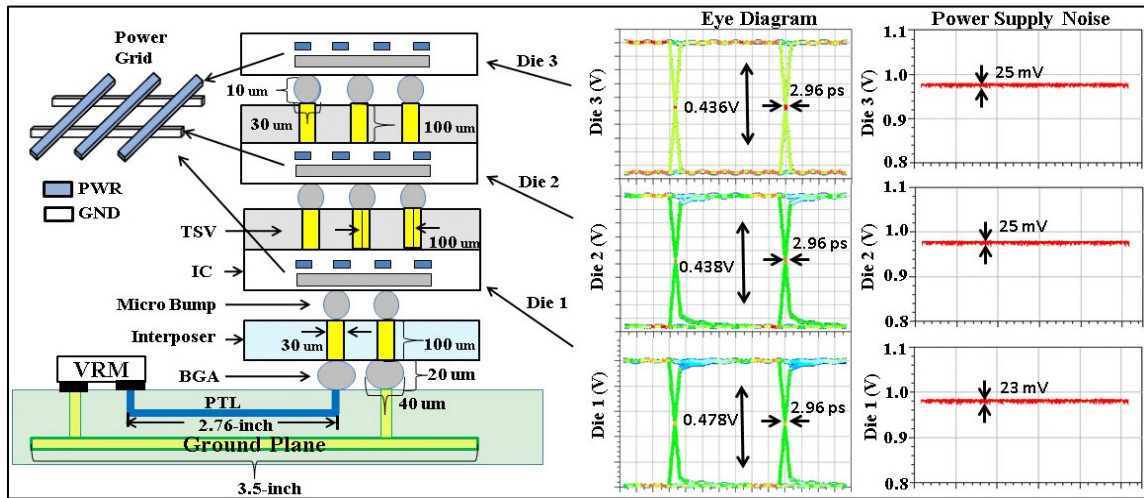 Power
Grid
PWR
GND
TSV
IC
Micro Bump
Interposer
BGA
VRM
PTL
2.76-inch
Ground Plane
3.5-inch
10 um
30 um
100 um
100 um
30 um
100 um
20 um
40 um
Die 3
Die 2
Die 1
Eye Diagram
Die 3 (V)
0.436V
2.96 ps
Die 2 (V)
0.438V
2.96 ps
Die 1 (V)
0.478V
2.96 ps
Power Supply Noise
Die 3 (V)
1.1
1.0
0.9
0.8
25 mV
Die 2 (V)
1.1
1.0
0.9
0.8
25 mV
Die 1 (V)
1.1
1.0
0.9
0.8
23 mV